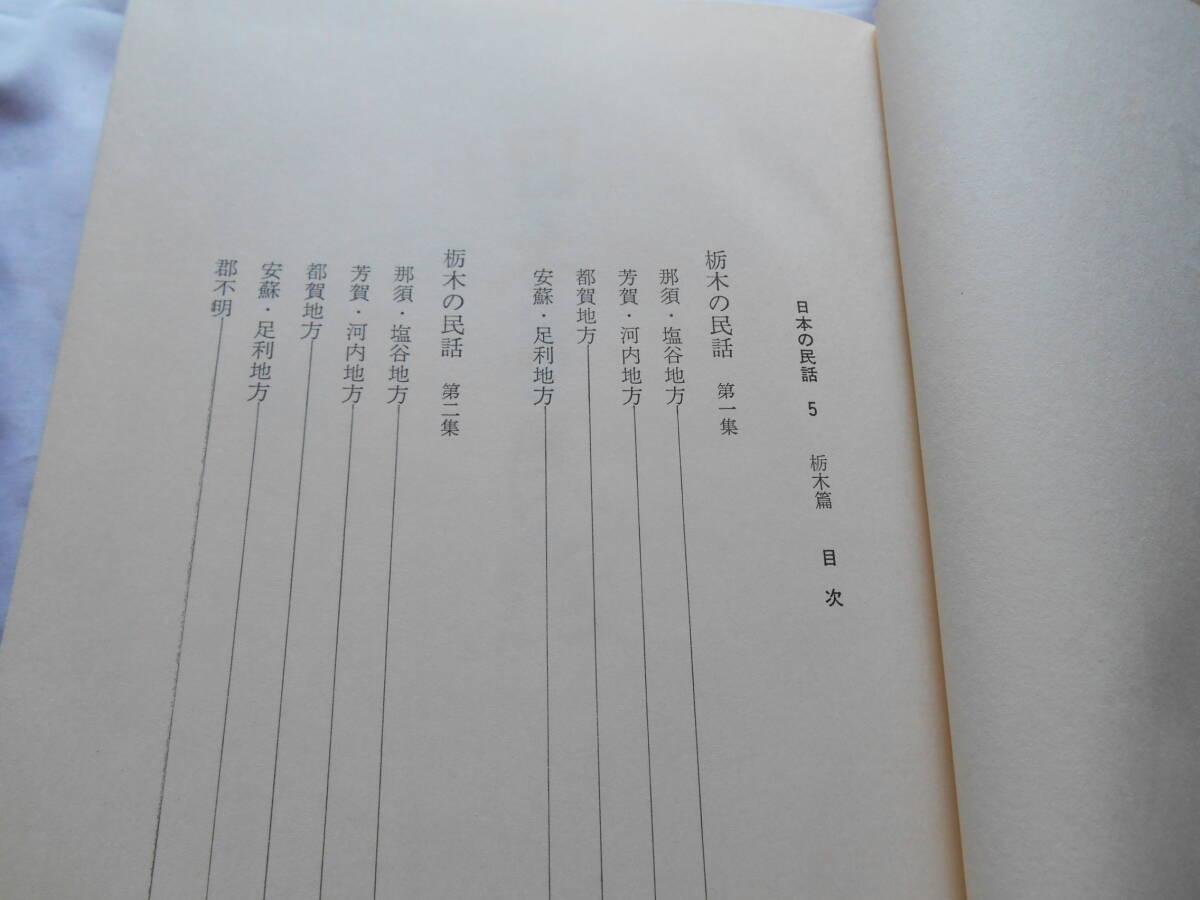 日本の民話 5 栃木篇 目次
栃木の民話 第一集
那須・塩谷地方
芳賀・河内地方
都賀地方
安蘇・足利地方
栃木の民話 第二集
那須・塩谷地方
芳賀・河内地方
都賀地方
安蘇・足利地方
郡不明